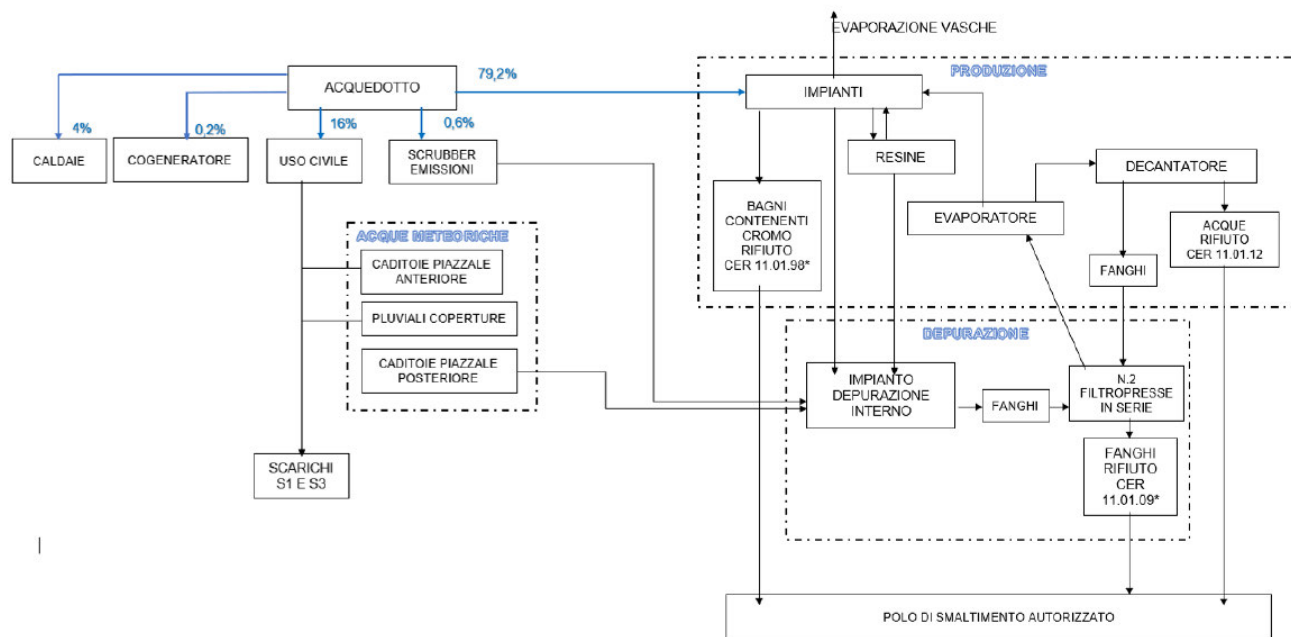 EVAPORAZIONE VASCHE
PRODUZIONE
79,2%
ACQUEDOTTO
IMPIANTI
4%
0,2%
16%
0,6%
CALDAIE
COGENERATORE
USO CIVILE
SCRUBBER
EMISSIONI
RESINE
DECANTATORE
BAGNI
CONTENENTI
CROMO
RIFIUTO
CER 11.01.98*
EVAPORATORE
ACQUE
RIFIUTO
CER 11.01.12
FANGHI
ACQUE METEORICHE
CADITOIE PIAZZALE
ANTERIORE
PLUVIALI COPERTURE
CADITOIE PIAZZALE
POSTERIORE
DEPURAZIONE
IMPIANTO
DEPURAZIONE
INTERNO
FANGHI
N.2
FILTROPRESSE
IN SERIE
FANGHI
RIFIUTO
CER
11.01.09*
SCARICHI
S1 E S3
POLO DI SMALTIMENTO AUTORIZZATO